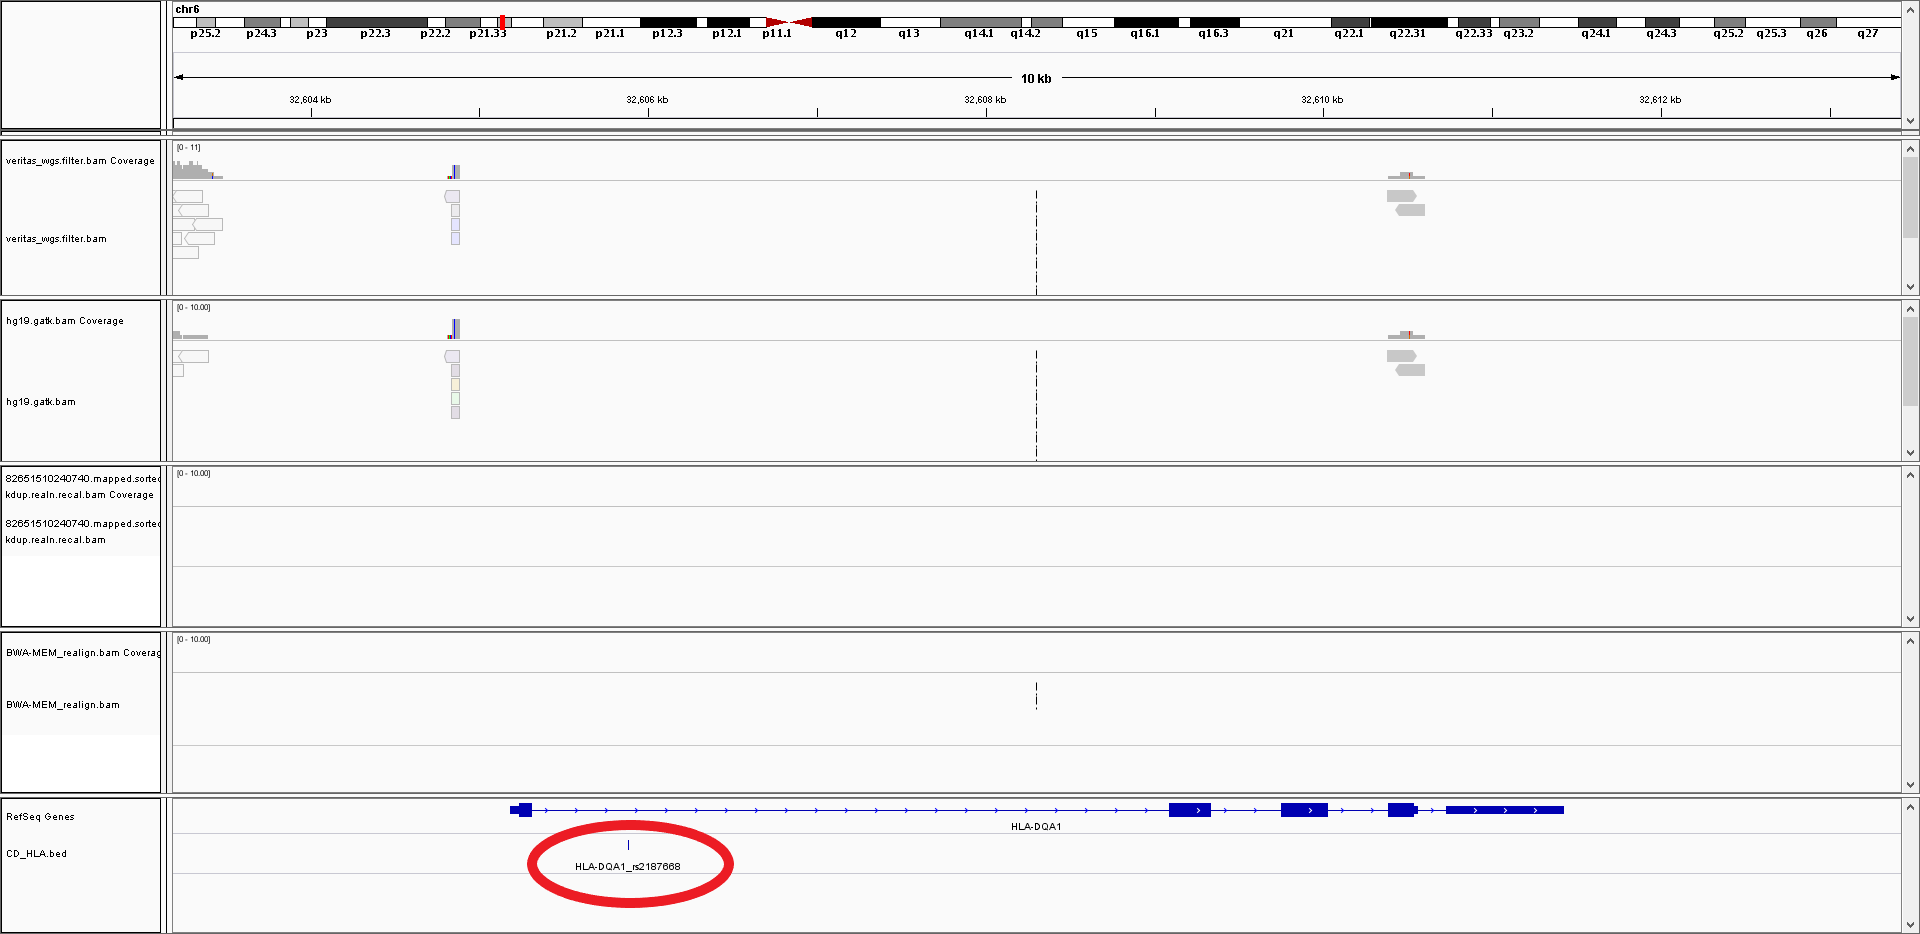 chr6
p25.2 p24.3 p23 p22.3 p22.2 p21.33 p21.2 p21.1 p12.3 p12.1 p11.1 q12 q13 q14.1 q14.2 q15 q16.1 q16.3 q21 q22.1 q22.31 q22.33 q23.2 q24.1 q24.3 q25.2 q25.3 q26 q27
10 kb
32,604 kb 32,606 kb 32,608 kb 32,610 kb 32,612 kb
[0 - 11]
veritas_wgs.filter.bam Coverage
veritas_wgs.filter.bam
[0 - 10.00]
hg19.gatk.bam Coverage
hg19.gatk.bam
[0 - 10.00]
82651510240740.mapped.sorted
kdup.realn.recal.bam Coverage
82651510240740.mapped.sorted
kdup.realn.recal.bam
[0 - 10.00]
BWA-MEM_realign.bam Coverag
BWA-MEM_realign.bam
RefSeq Genes
HLA-DQA1
CD_HLA.bed
HLA-DQA1_rs2187668